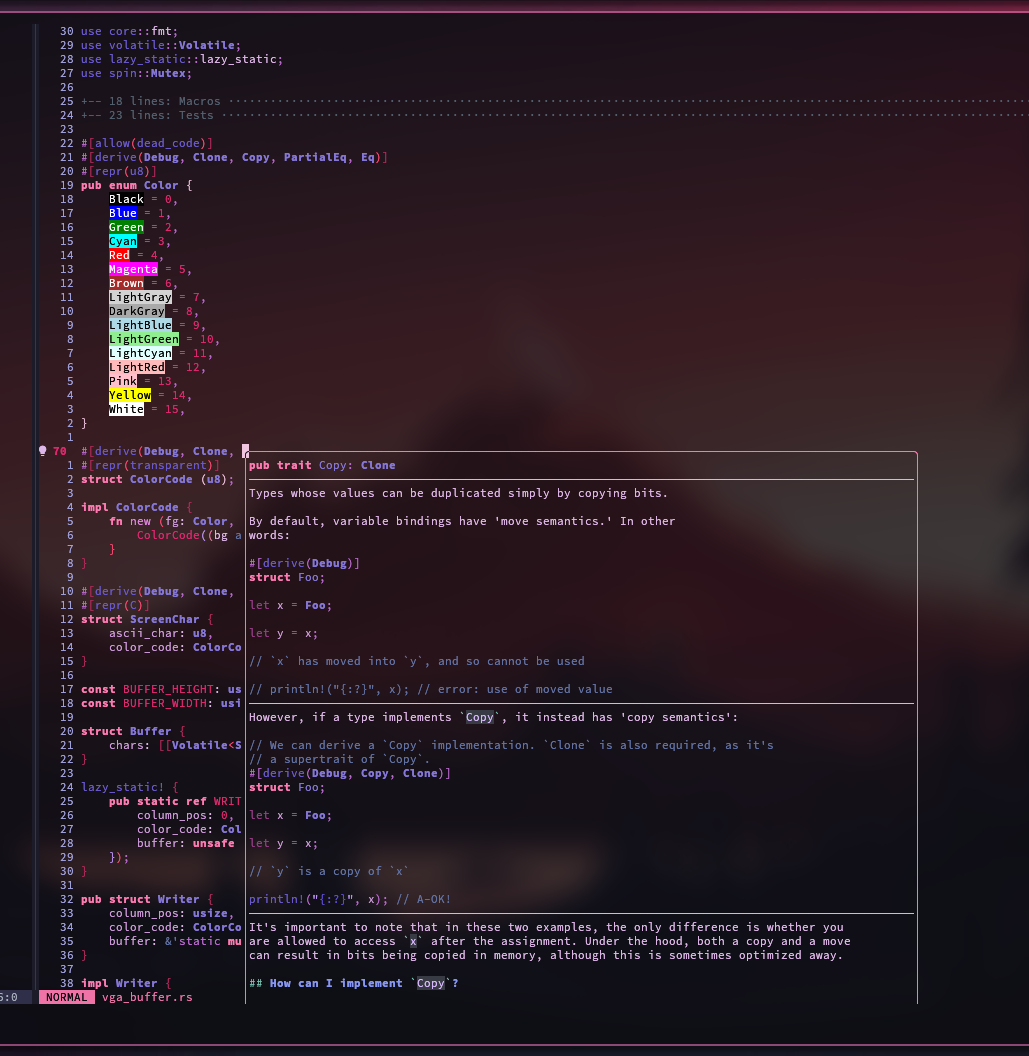 30 use core::fmt;
29 use volatile::Volatile;
28 use lazy_static::lazy_static;
27 use spin::Mutex;
26
25 +-- 18 lines: Macros ··················································································································
24 +-- 23 lines: Tests ···················································································································
23
22 #[allow(dead_code)]
21 #[derive(Debug, Clone, Copy, PartialEq, Eq)]
20 #[repr(u8)]
19 pub enum Color {
18     Black = 0,
17     Blue = 1,
16     Green = 2,
15     Cyan = 3,
14     Red = 4,
13     Magenta = 5,
12     Brown = 6,
11     LightGray = 7,
10     DarkGray = 8,
9     LightBlue = 9,
8     LightGreen = 10,
7     LightCyan = 11,
6     LightRed = 12,
5     Pink = 13,
4     Yellow = 14,
3     White = 15,
2 }
1
70 #[derive(Debug, Clone,
1 #[repr(transparent)]
2 struct ColorCode (u8);
3
4 impl ColorCode {
5     fn new (fg: Color,
6         ColorCode((bg a
7     }
8 }
9
10 #[derive(Debug, Clone,
11 #[repr(C)]
12 struct ScreenChar {
13     ascii_char: u8,
14     color_code: ColorCo
15 }
16
17 const BUFFER_HEIGHT: us
18 const BUFFER_WIDTH: usi
19
20 struct Buffer {
21     chars: [[Volatile<S
22 }
23
24 lazy_static! {
25     pub static ref WRIT
26         column_pos: 0,
27         color_code: Col
28         buffer: unsafe
29     });
30 }
31
32 pub struct Writer {
33     column_pos: usize,
34     color_code: ColorCo
35     buffer: &'static mu
36 }
37
38 impl Writer {
pub trait Copy: Clone
Types whose values can be duplicated simply by copying bits.
By default, variable bindings have 'move semantics.' In other
words:
#[derive(Debug)]
struct Foo;
let x = Foo;
let y = x;
// `x` has moved into `y`, and so cannot be used
// println!("{:?}", x); // error: use of moved value
However, if a type implements `Copy`, it instead has 'copy semantics':
// We can derive a `Copy` implementation. `Clone` is also required, as it's
// a supertrait of `Copy`.
#[derive(Debug, Copy, Clone)]
struct Foo;
let x = Foo;
let y = x;
// `y` is a copy of `x`
println!("{:?}", x); // A-OK!
It's important to note that in these two examples, the only difference is whether you
are allowed to access `x` after the assignment. Under the hood, both a copy and a move
can result in bits being copied in memory, although this is sometimes optimized away.
## How can I implement `Copy`?
6:0 NORMAL vga_buffer.rs